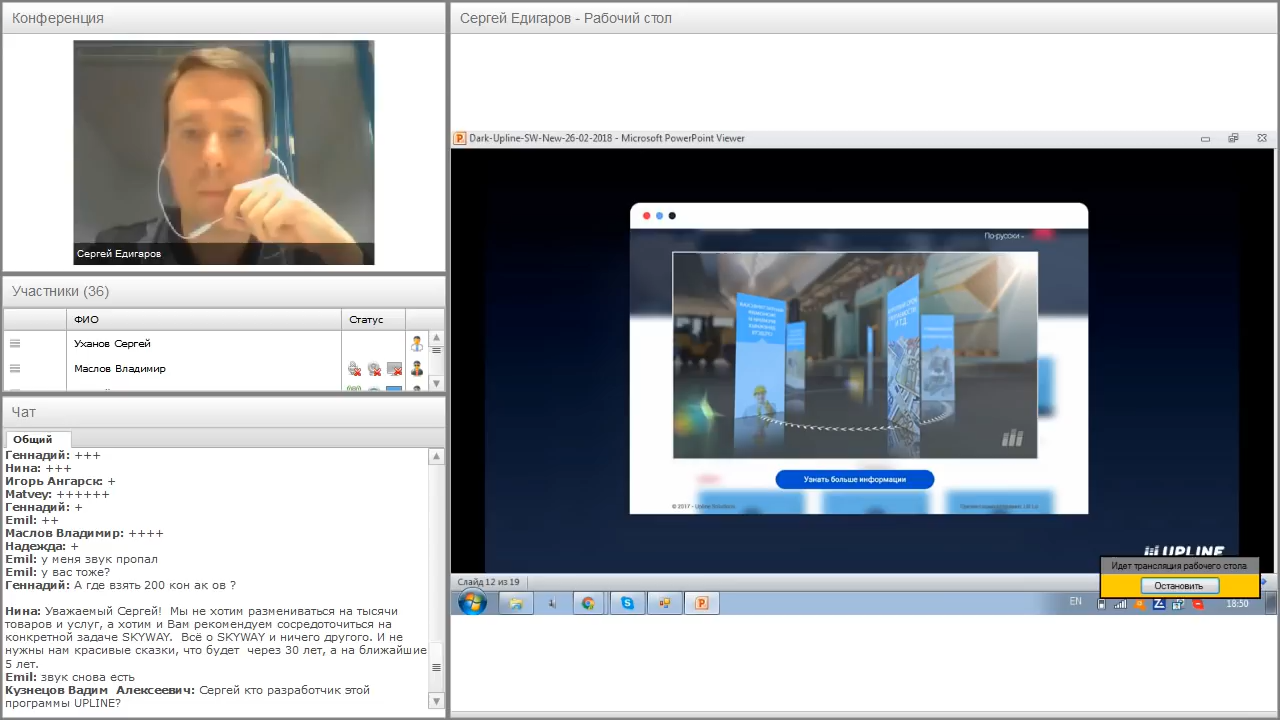 Конференция
Сергей Едигаров
Участники (36)
ФИО Статус
Уханов Сергей
Маслов Владимир
Чат
Общий
Геннадий: +++
Нина: +++
Игорь Ангарск: +
Matvey: ++++++
Геннадий: +
Emil: ++
Маслов Владимир: ++++
Надежда: +
Emil: у меня звук пропал
Emil: у вас тоже?
Геннадий: А где взять 200 кон ак ов ?
Нина: Уважаемый Сергей! Мы не хотим размениваться на тысячи
товаров и услуг, а хотим и Вам рекомендуем сосредоточиться на
конкретной задаче SKYWAY. Всё о SKYWAY и ничего другого. И не
нужны нам красивые сказки, что будет через 30 лет, а на ближайшие
5 лет.
Emil: звук снова есть
Кузнецов Вадим Алексеевич: Сергей кто разработчик этой
программы UPLINE?
Сергей Едигаров - Рабочий стол
Dark-Upline-SW-New-26-02-2018 - Microsoft PowerPoint Viewer
По-русски
Узнать больше информации
© 2017 - Upline Solutions
UPLINE
Слайд 12 из 19
Идет трансляция рабочего стола
Остановить
EN
18:50